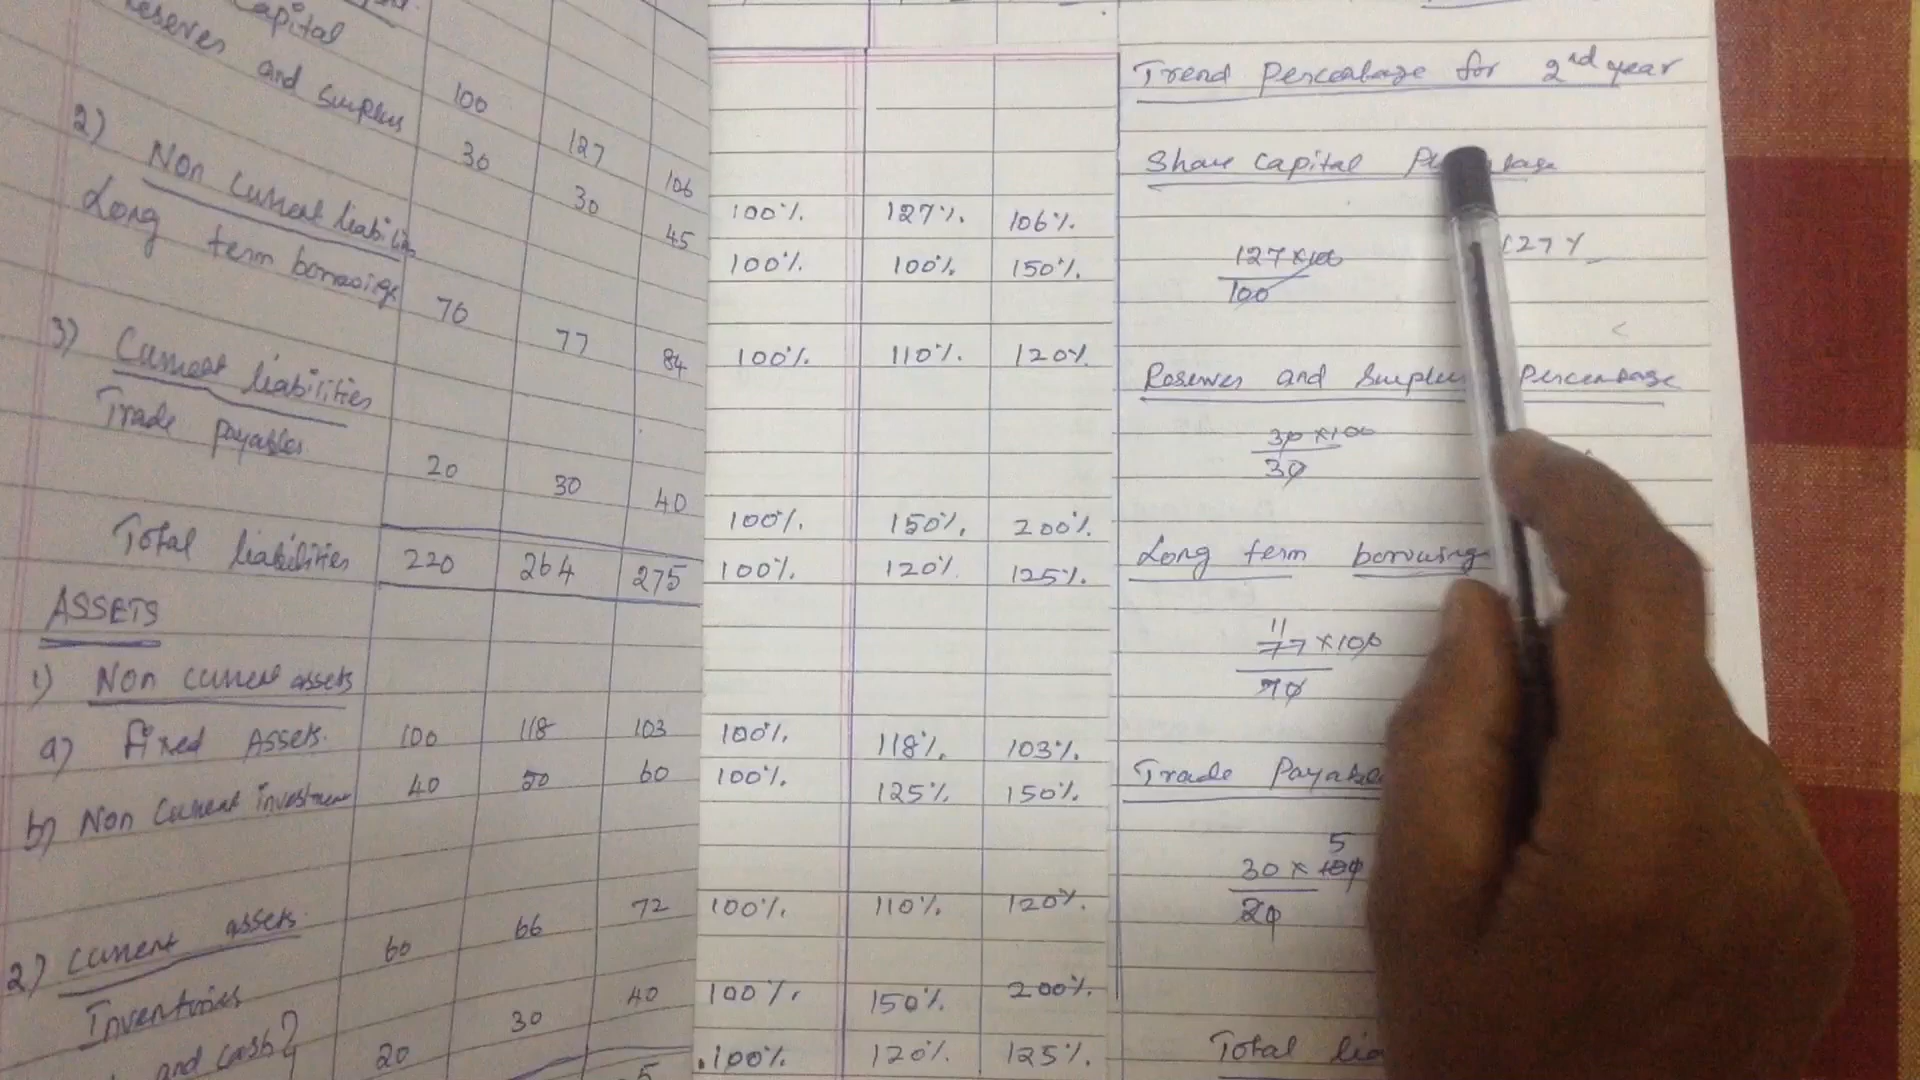 Capital
and Surplus
100
30 127
30 106
45
2) Non Current liabilities
Long term borrowings
70 77 84
3) Current liabilities
Trade payables
20 30 40
Total liabilities 220 264 275
ASSETS
1) Non current assets
a) Fixed Assets. 100 118 103
b) Non Current investment 40 50 60
2) Current assets.
Inventories 60 66 72
and cash 20 30 40
5
100% 127% 106%
100% 100% 150%
100% 110% 120%
100% 150% 200%
100% 120% 125%
100% 118% 103%
100% 125% 150%
100% 110% 120%
100% 150% 200%
100% 120% 125%
Trend Percentage for 2nd year
Share Capital
127 × 100
100
127%
Reserves and Surplus Percentage
30 × 100
30
Long term borrowings
11
77 × 100
70
Trade Payable
5
30 × 100
20
Total lia